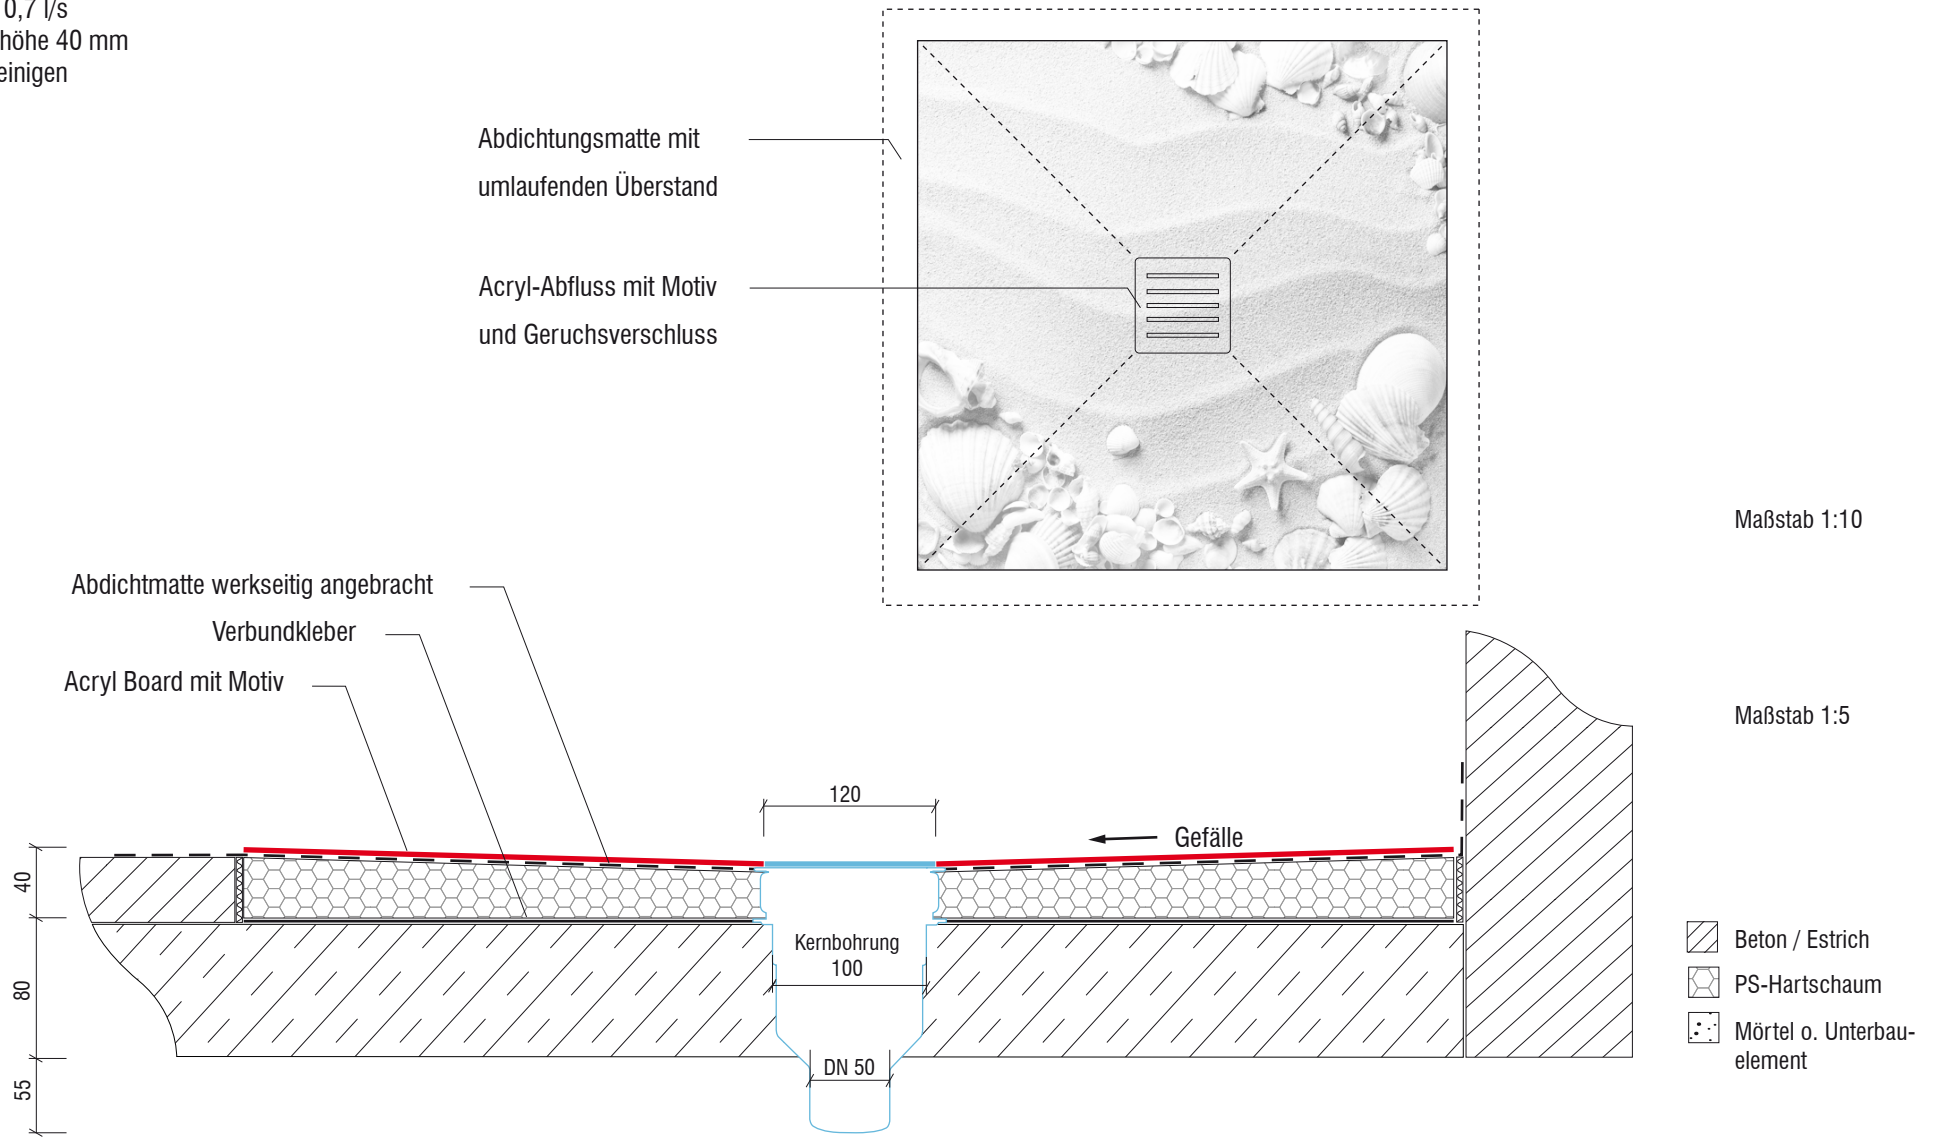 0,7 l/s
höhe 40 mm
einigen
Abdichtungsmatte mit
umlaufenden Überstand
Acryl-Abfluss mit Motiv
und Geruchsverschluss
Maßstab 1:10
Abdichtmatte werkseitig angebracht
Verbundkleber
Acryl Board mit Motiv
Maßstab 1:5
120
Gefälle
40
Kernbohrung
100
80
DN 50
55
Beton / Estrich
PS-Hartschaum
Mörtel o. Unterbau-
element